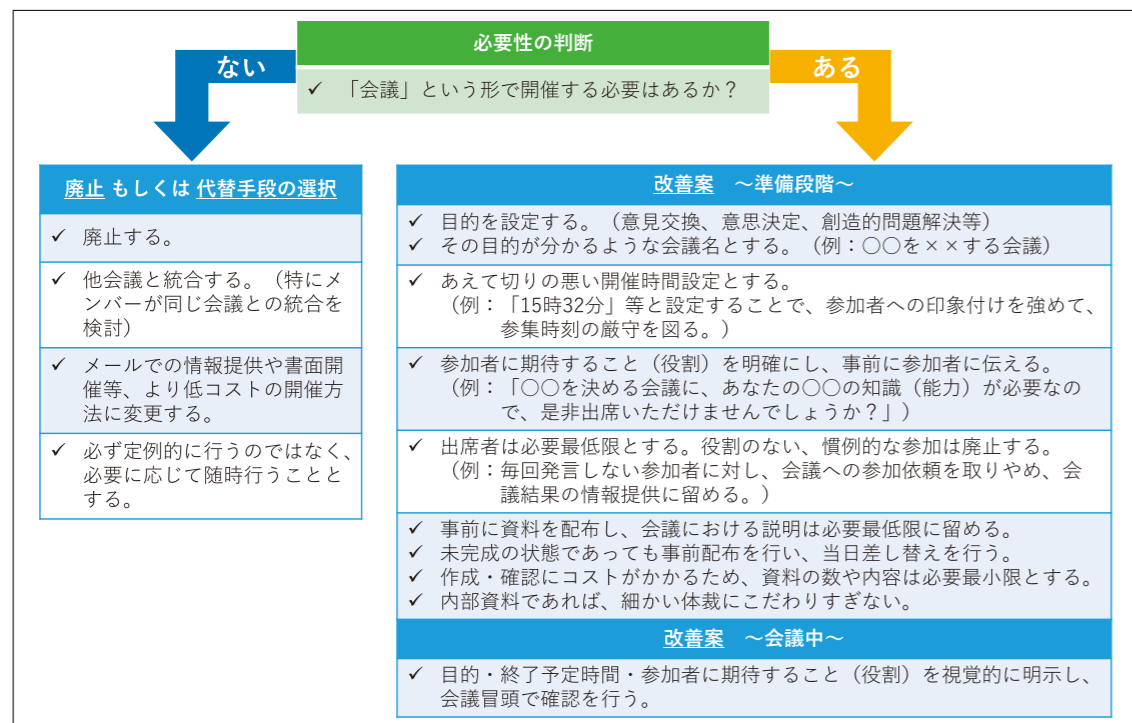 必要性の判断
ない
ある
✓ 「会議」という形で開催する必要はあるか？
廃止 もしくは 代替手段の選択
✓ 廃止する。
✓ 他会議と統合する。（特にメ
ンバーが同じ会議との統合を
検討）
✓ メールでの情報提供や書面開
催等、より低コストの開催方
法に変更する。
✓ 必ず定例的に行うのではなく、
必要に応じて随時行うことと
する。
改善案　～準備段階～
✓ 目的を設定する。（意見交換、意思決定、創造的問題解決等）
✓ その目的が分かるような会議名とする。（例：〇〇を××する会議）
✓ あえて切りの悪い開催時間設定とする。
（例：「15時32分」等と設定することで、参加者への印象付けを強めて、
参集時刻の厳守を図る。）
✓ 参加者に期待すること（役割）を明確にし、事前に参加者に伝える。
（例：「〇〇を決める会議に、あなたの〇〇の知識（能力）が必要なの
で、是非出席いただけませんでしょうか？」）
✓ 出席者は必要最低限とする。役割のない、慣例的な参加は廃止する。
（例：毎回発言しない参加者に対し、会議への参加依頼を取りやめ、会
議結果の情報提供に留める。）
✓ 事前に資料を配布し、会議における説明は必要最低限に留める。
✓ 未完成の状態であっても事前配布を行い、当日差し替えを行う。
✓ 作成・確認にコストがかかるため、資料の数や内容は必要最小限とする。
✓ 内部資料であれば、細かい体裁にこだわりすぎない。
改善案　～会議中～
✓ 目的・終了予定時間・参加者に期待すること（役割）を視覚的に明示し、
会議冒頭で確認を行う。